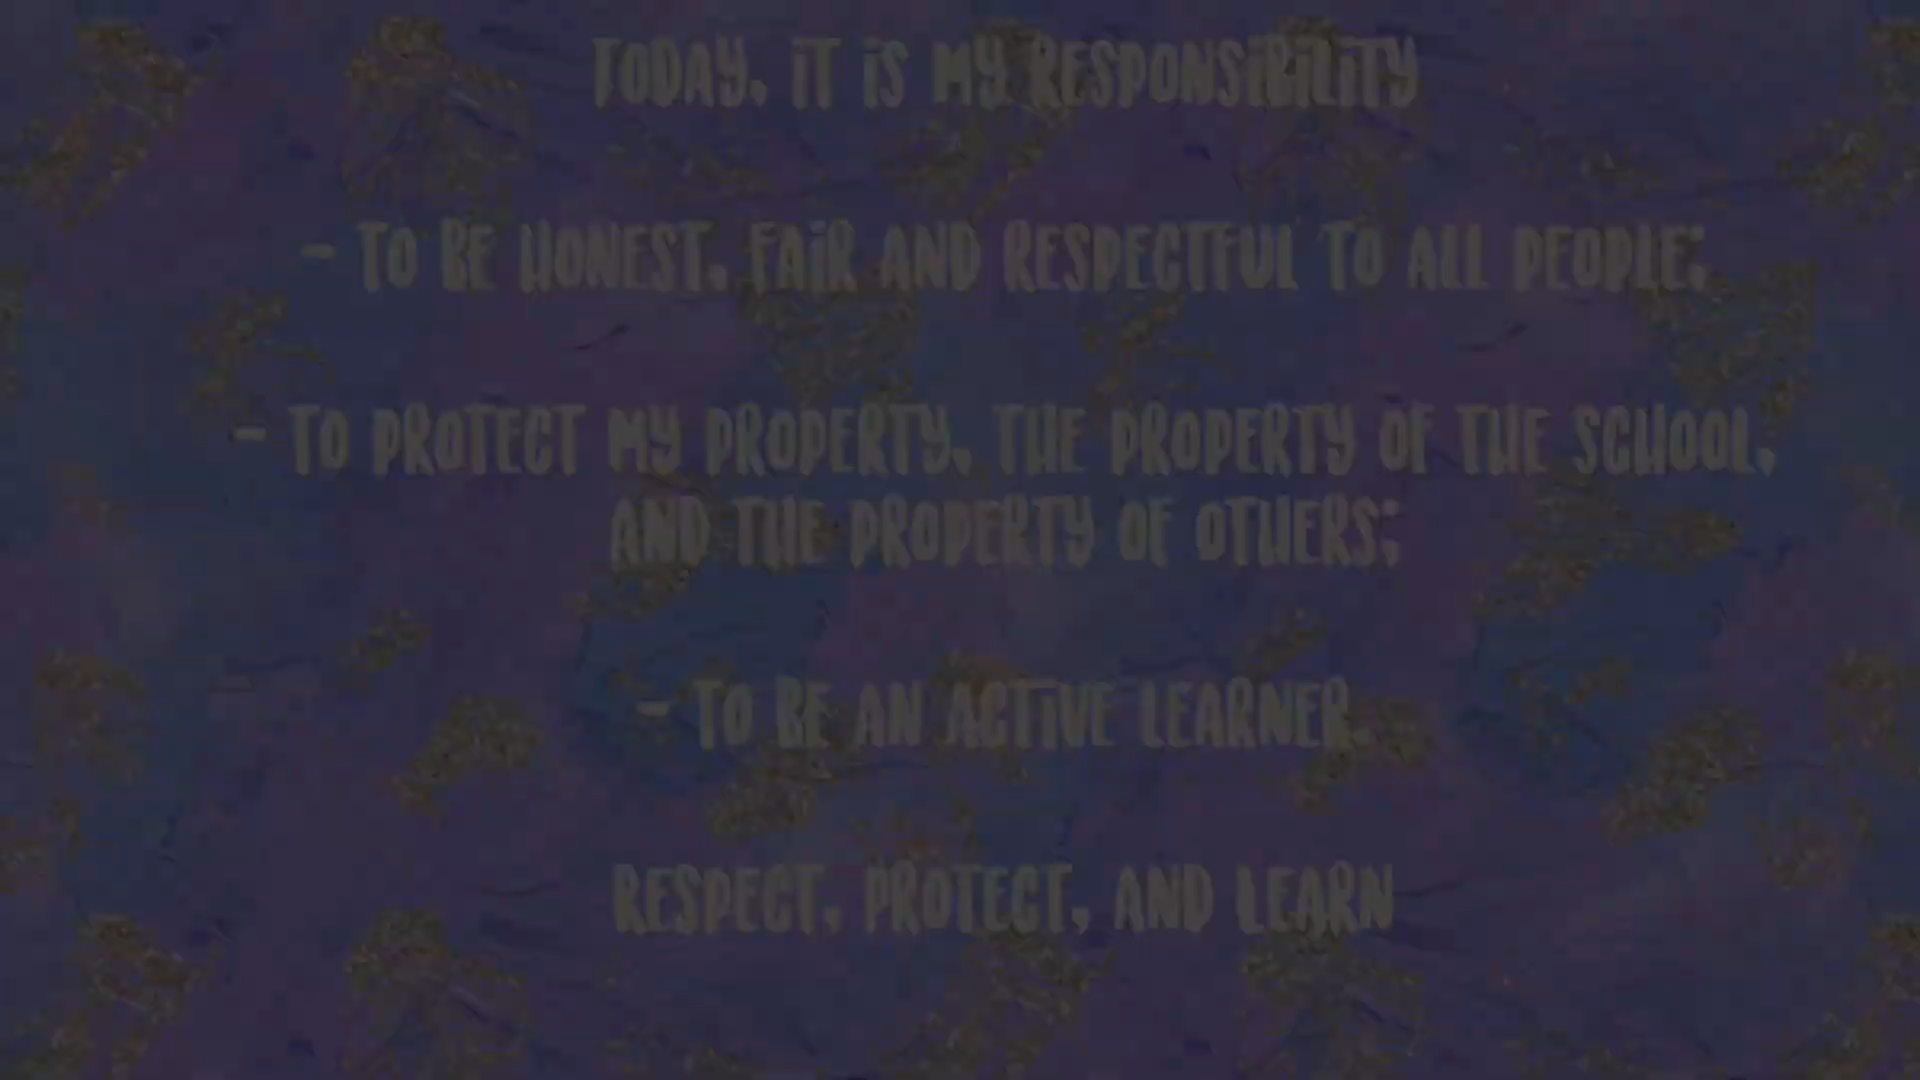 TODAY, iT iS MY RESPONSiBiLiTY
- TO BE HONEST, FAiR AND RESPECTFUL TO ALL PEOPLE;
- TO PROTECT MY PROPERTY, THE PROPERTY OF THE SCHOOL,
AND THE PROPERTY OF OTHERS;
- TO BE AN ACTiVE LEARNER.
RESPECT, PROTECT, AND LEARN